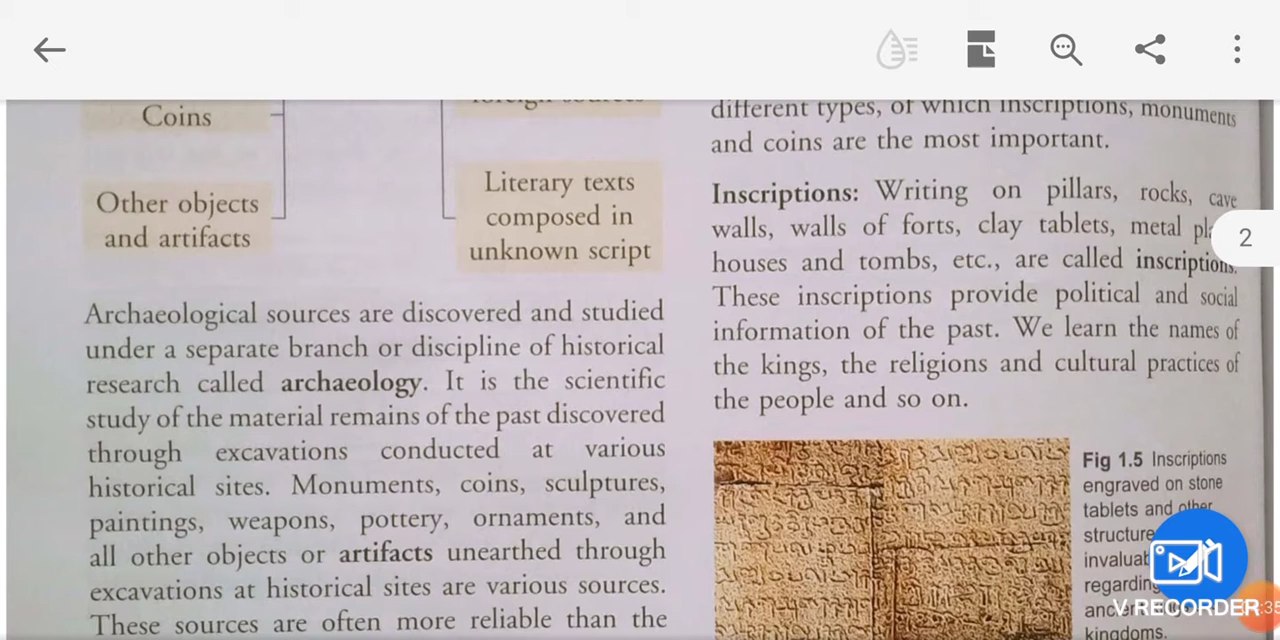 Coins
Other objects
and artifacts
Literary texts
composed in
unknown script
Archaeological sources are discovered and studied
under a separate branch or discipline of historical
research called archaeology. It is the scientific
study of the material remains of the past discovered
through excavations conducted at various
historical sites. Monuments, coins, sculptures,
paintings, weapons, pottery, ornaments, and
all other objects or artifacts unearthed through
excavations at historical sites are various sources.
These sources are often more reliable than the
different types, of which inscriptions, monuments
and coins are the most important.
Inscriptions: Writing on pillars, rocks, cave
walls, walls of forts, clay tablets, metal
houses and tombs, etc., are called inscriptions.
These inscriptions provide political and social
information of the past. We learn the names of
the kings, the religions and cultural practices of
the people and so on.
Fig 1.5 Inscriptions
engraved on stone
tablets and other
regarding
kingdoms.
2
V RECORDER